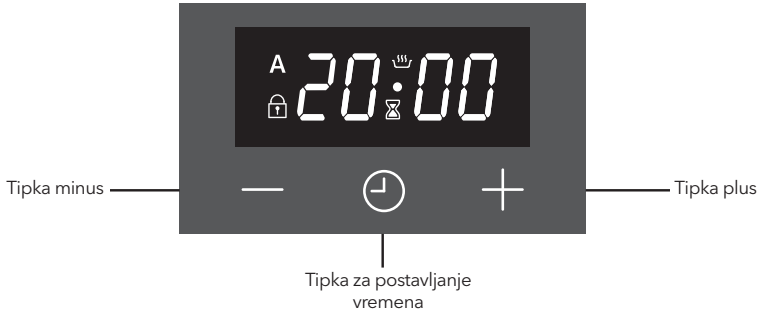 A 20:00
Tipka minus
Tipka plus
Tipka za postavljanje
vremena